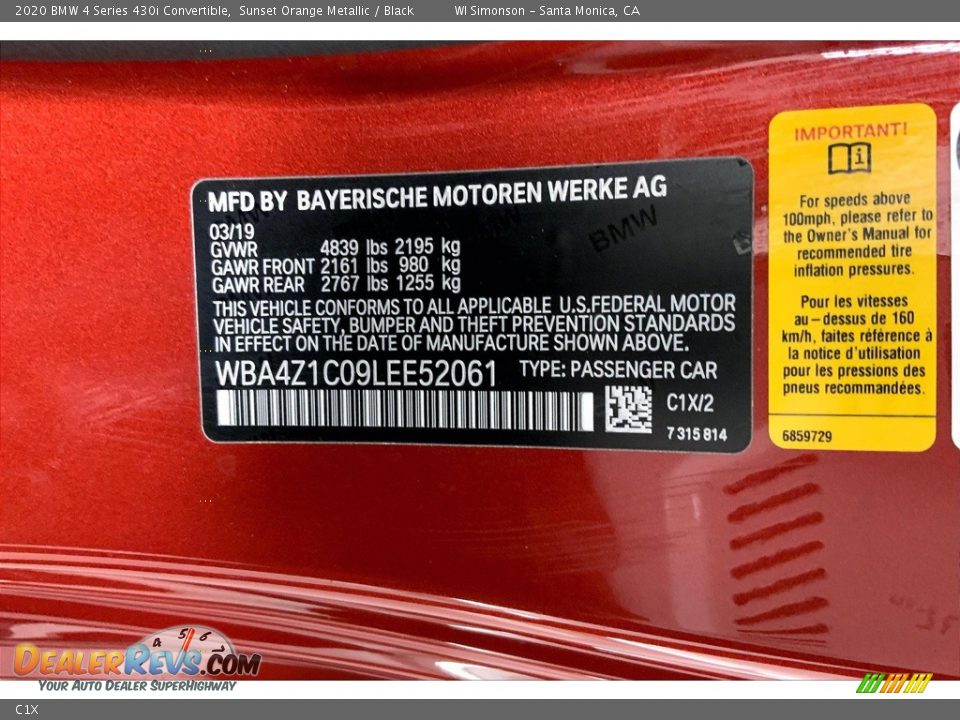 2020 BMW 4 Series 430i Convertible, Sunset Orange Metallic / Black WI Simonson - Santa Monica, CA
MFD BY BAYERISCHE MOTOREN WERKE AG
03/19
GVWR 4839 lbs 2195 kg
GAWR FRONT 2161 lbs 980 kg
GAWR REAR 2767 lbs 1255 kg
THIS VEHICLE CONFORMS TO ALL APPLICABLE U.S.FEDERAL MOTOR
VEHICLE SAFETY, BUMPER AND THEFT PREVENTION STANDARDS
IN EFFECT ON THE DATE OF MANUFACTURE SHOWN ABOVE.
WBA4Z1C09LEE52061 TYPE: PASSENGER CAR
C1X/2
7 315 814
BMW
IMPORTANT!
For speeds above
100mph, please refer to
the Owner's Manual for
recommended tire
inflation pressures.
Pour les vitesses
au-dessus de 160
km/h, faites référence à
la notice d'utilisation
pour les pressions des
pneus recommandées.
6859729
4 5 6
DEALERREVS.COM
YOUR AUTO DEALER SUPERHIGHWAY
C1X